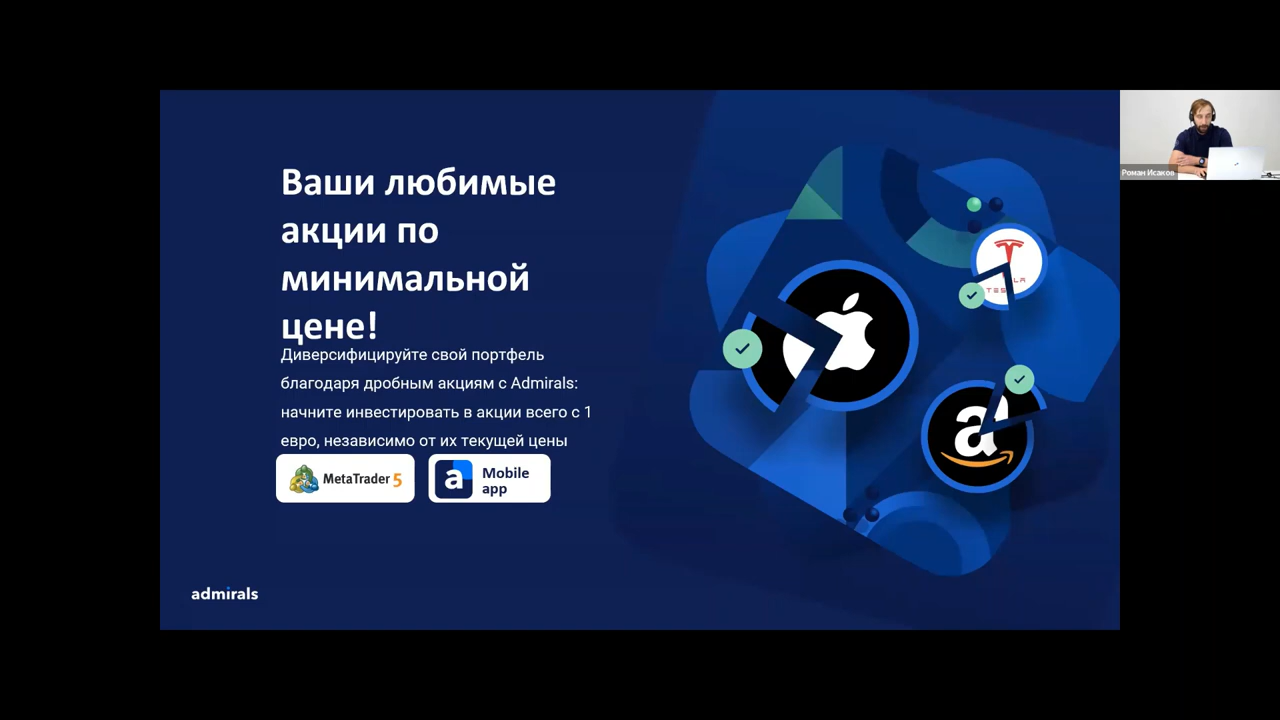 Ваши любимые
акции по
минимальной
цене!
Диверсифицируйте свой портфель
благодаря дробным акциям с Admirals:
начните инвестировать в акции всего с 1
евро, независимо от их текущей цены
MetaTrader 5
a Mobile
app
admirals
TESLA
a
Роман Исаков